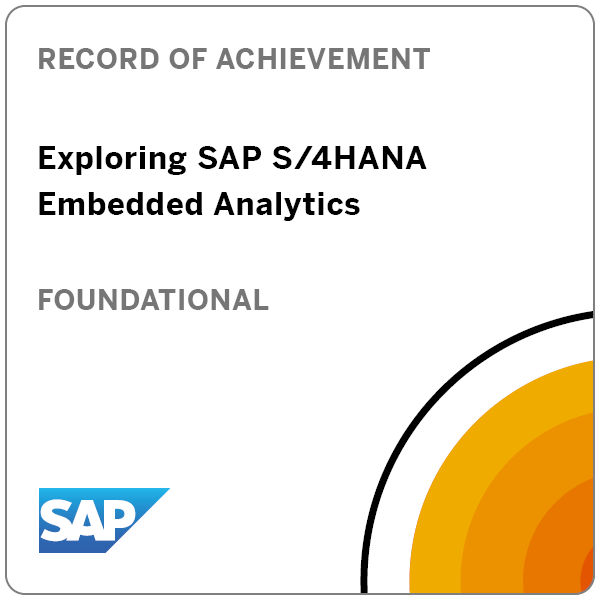 RECORD OF ACHIEVEMENT
Exploring SAP S/4HANA
Embedded Analytics
FOUNDATIONAL
SAP